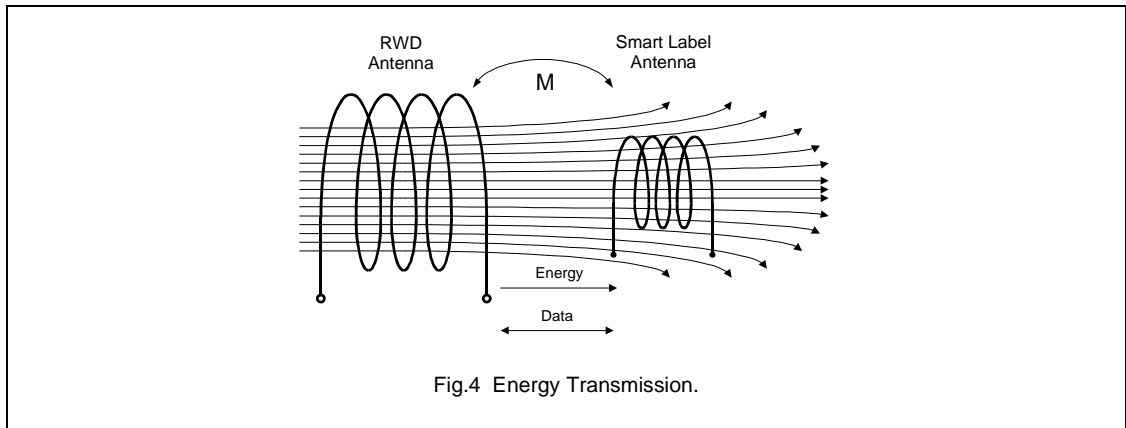 RWD
Antenna
Smart Label
Antenna
M
Energy
Data
Fig.4 Energy Transmission.